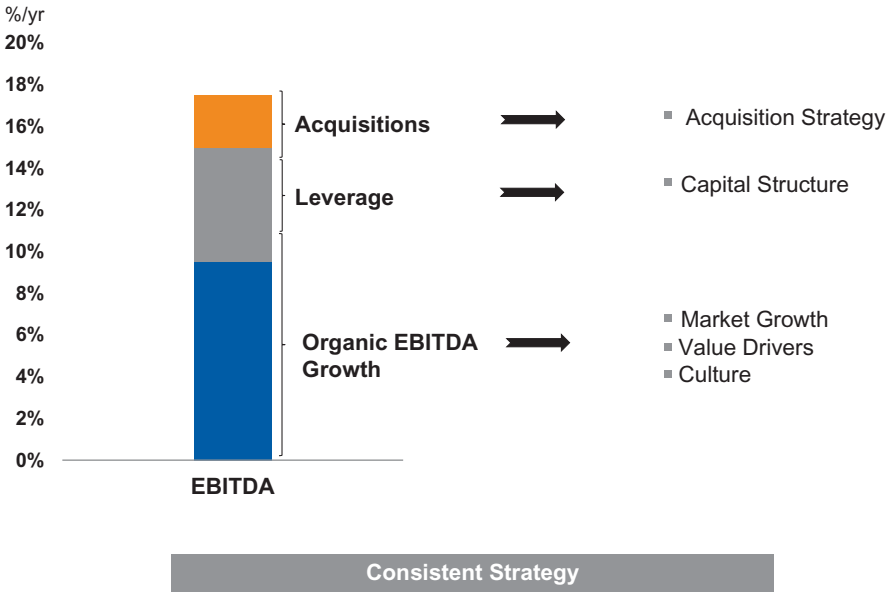 %/yr
20%
18%
16%
14%
12%
10%
8%
6%
4%
2%
0%
EBITDA
Acquisitions
Leverage
Organic EBITDA
Growth
Acquisition Strategy
Capital Structure
Market Growth
Value Drivers
Culture
Consistent Strategy